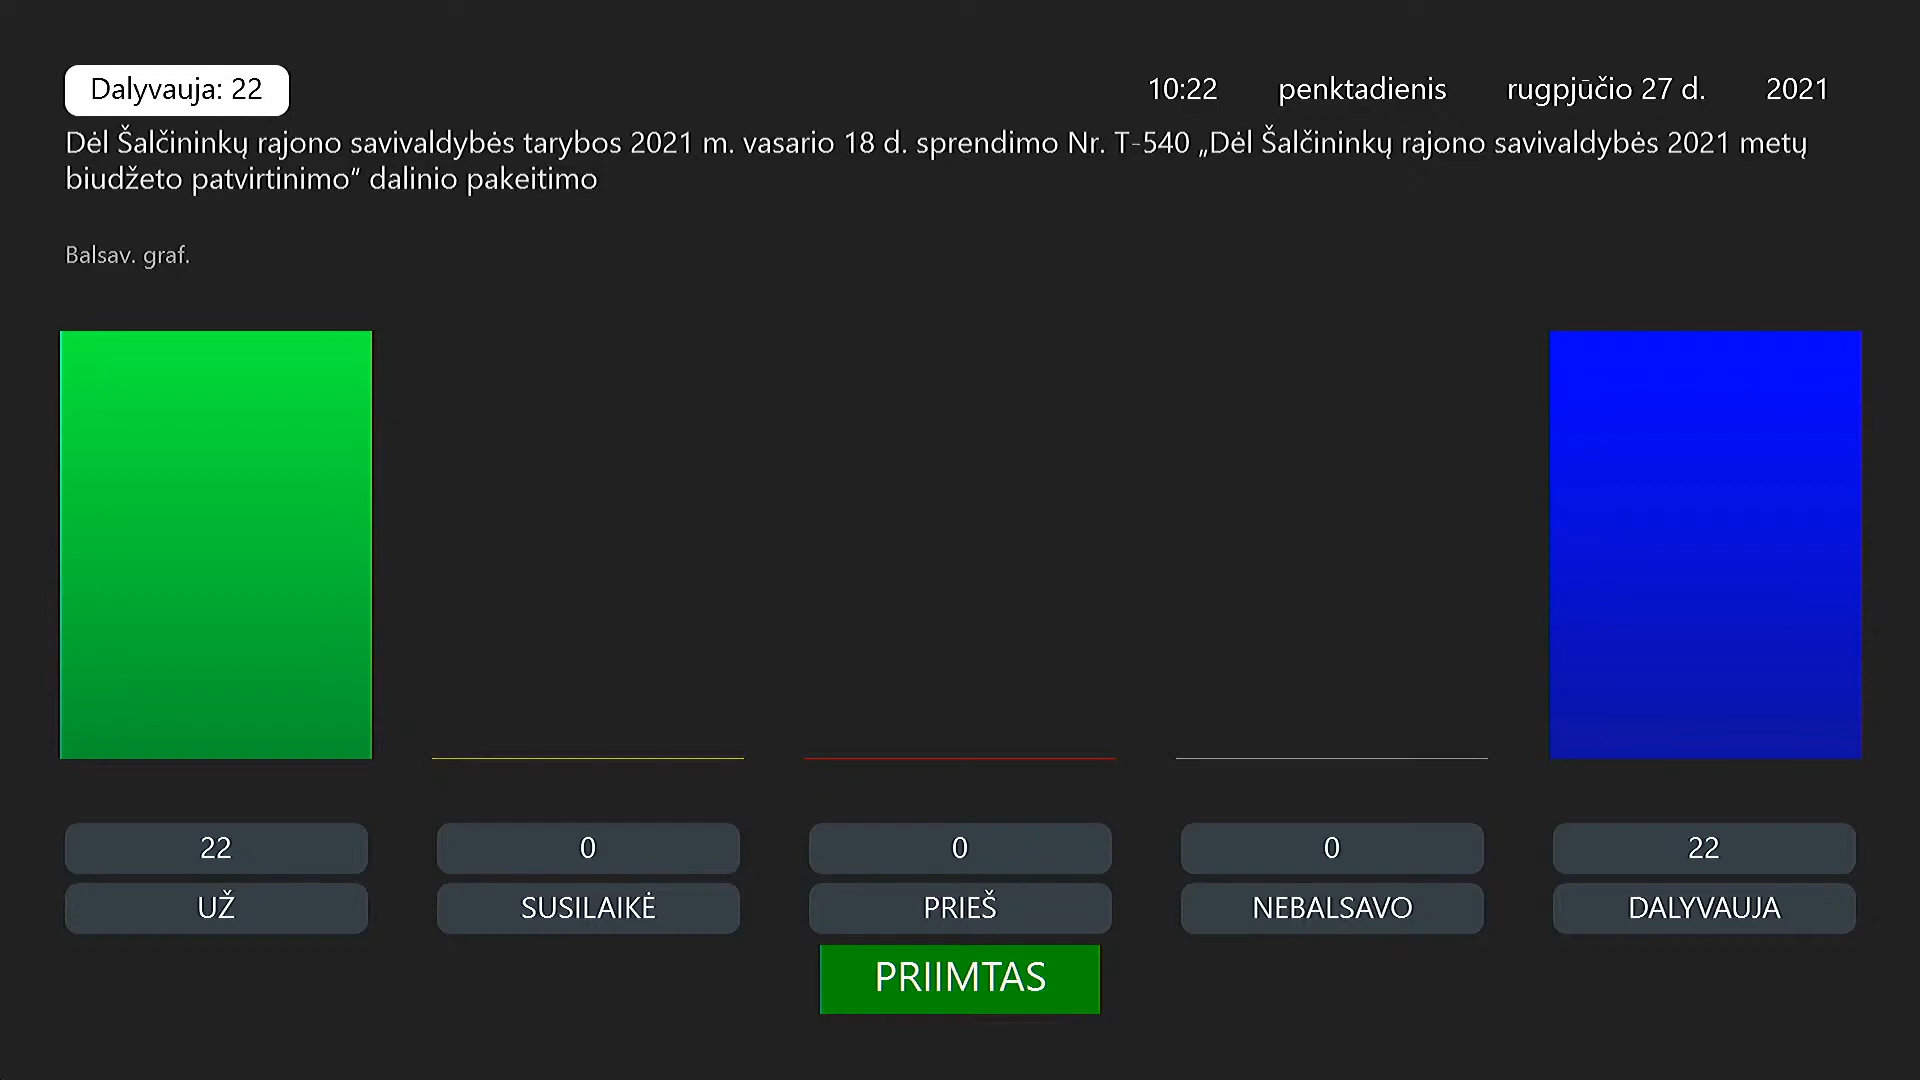 Dalyvauja: 22 10:22 penktadienis rugpjūčio 27 d. 2021
Dėl Šalčininkų rajono savivaldybės tarybos 2021 m. vasario 18 d. sprendimo Nr. T-540 „Dėl Šalčininkų rajono savivaldybės 2021 metų
biudžeto patvirtinimo“ dalinio pakeitimo
Balsav. graf.
22 0 0 0 22
UŽ SUSILAIKĖ PRIEŠ NEBALSAVO DALYVAUJA
PRIIMTAS